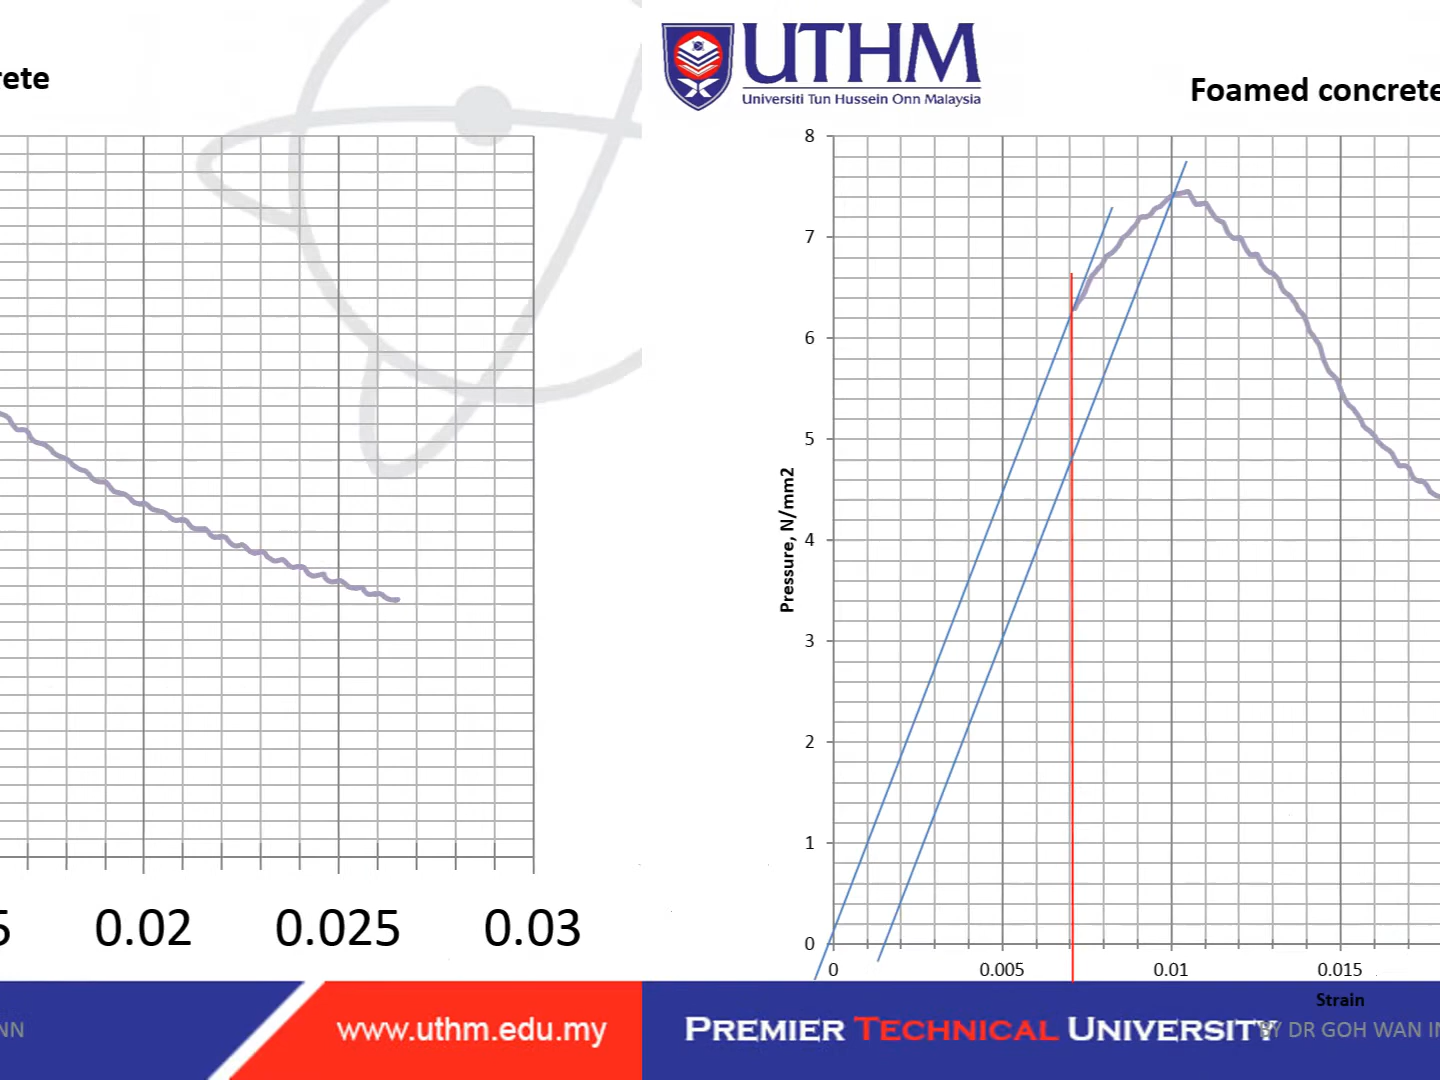 rete
5
0.02
0.025
0.03
NN
www.uthm.edu.my
UTHM
Universiti Tun Hussein Onn Malaysia
Foamed concrete
8
7
6
5
4
3
2
1
0
Pressure, N/mm2
0
0.005
0.01
0.015
Strain
PREMIER TECHNICAL UNIVERSITY
BY DR GOH WAN IN